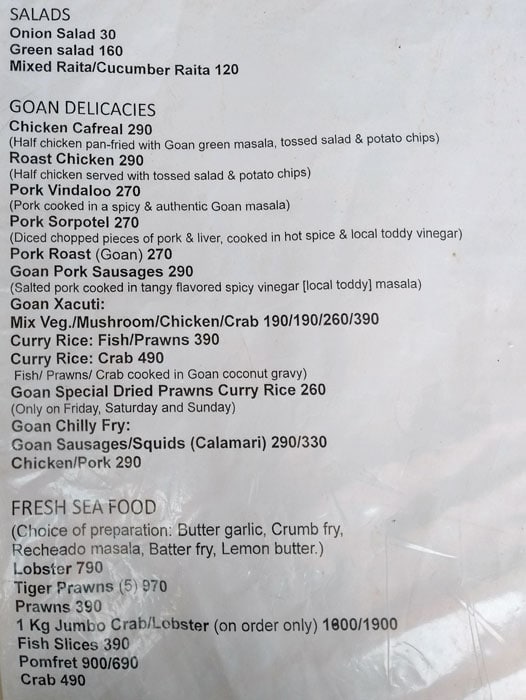 SALADS
Onion Salad 30
Green salad 160
Mixed Raita/Cucumber Raita 120
GOAN DELICACIES
Chicken Cafreal 290
(Half chicken pan-fried with Goan green masala, tossed salad & potato chips)
Roast Chicken 290
(Half chicken served with tossed salad & potato chips)
Pork Vindaloo 270
(Pork cooked in a spicy & authentic Goan masala)
Pork Sorpotel 270
(Diced chopped pieces of pork & liver, cooked in hot spice & local toddy vinegar)
Pork Roast (Goan) 270
Goan Pork Sausages 290
(Salted pork cooked in tangy flavored spicy vinegar [local toddy] masala)
Goan Xacuti:
Mix Veg./Mushroom/Chicken/Crab 190/190/260/390
Curry Rice: Fish/Prawns 390
Curry Rice: Crab 490
Fish/ Prawns/ Crab cooked in Goan coconut gravy)
Goan Special Dried Prawns Curry Rice 260
(Only on Friday, Saturday and Sunday)
Goan Chilly Fry:
Goan Sausages/Squids (Calamari) 290/330
Chicken/Pork 290
FRESH SEA FOOD
(Choice of preparation: Butter garlic, Crumb fry,
Recheado masala, Batter fry, Lemon butter.)
Lobster 790
Tiger Prawns (5) 970
Prawns 390
1 Kg Jumbo Crab/Lobster (on order only) 1800/1900
Fish Slices 390
Pomfret 900/690
Crab 490